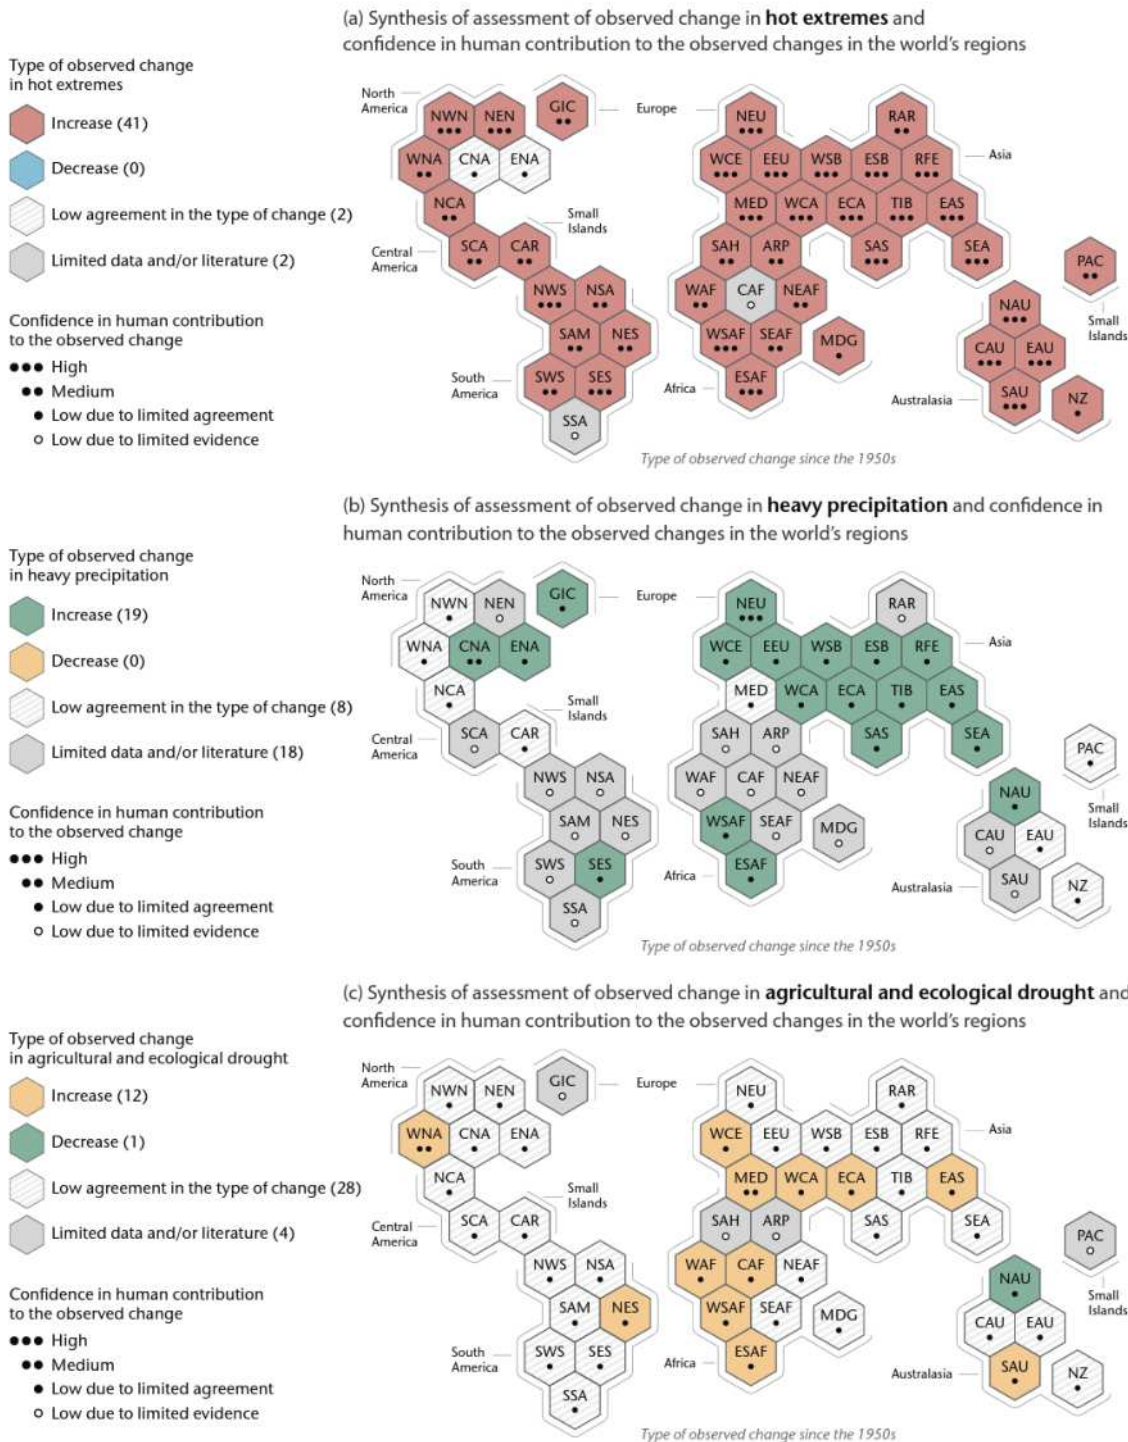 (a) Synthesis of assessment of observed change in hot extremes and
confidence in human contribution to the observed changes in the world's regions
Type of observed change
in hot extremes
Increase (41)
Decrease (0)
Low agreement in the type of change (2)
Limited data and/or literature (2)
Confidence in human contribution
to the observed change
High
Medium
Low due to limited agreement
Low due to limited evidence
North
America
Europe
Asia
Small
Islands
Central
America
South
America
Africa
Australasia
Small
Islands
NWN NEN GIC NEU RAR
WNA CNA ENA WCE EEU WSB ESB RFE
NCA MED WCA ECA TIB EAS
SCA CAR SAH ARP SAS SEA PAC
NWS NSA WAF CAF NEAF NAU
SAM NES WSAF SEAF MDG CAU EAU
SWS SES ESAF SAU NZ
SSA
Type of observed change since the 1950s
(b) Synthesis of assessment of observed change in heavy precipitation and confidence in
human contribution to the observed changes in the world's regions
Type of observed change
in heavy precipitation
Increase (19)
Decrease (0)
Low agreement in the type of change (8)
Limited data and/or literature (18)
Confidence in human contribution
to the observed change
High
Medium
Low due to limited agreement
Low due to limited evidence
North
America
Europe
Asia
Small
Islands
Central
America
South
America
Africa
Australasia
Small
Islands
NWN NEN GIC NEU RAR
WNA CNA ENA WCE EEU WSB ESB RFE
NCA MED WCA ECA TIB EAS
SCA CAR SAH ARP SAS SEA PAC
NWS NSA WAF CAF NEAF NAU
SAM NES WSAF SEAF MDG CAU EAU
SWS SES ESAF SAU NZ
SSA
Type of observed change since the 1950s
(c) Synthesis of assessment of observed change in agricultural and ecological drought and
confidence in human contribution to the observed changes in the world's regions
Type of observed change
in agricultural and ecological drought
Increase (12)
Decrease (1)
Low agreement in the type of change (28)
Limited data and/or literature (4)
Confidence in human contribution
to the observed change
High
Medium
Low due to limited agreement
Low due to limited evidence
North
America
Europe
Asia
Small
Islands
Central
America
South
America
Africa
Australasia
Small
Islands
NWN NEN GIC NEU RAR
WNA CNA ENA WCE EEU WSB ESB RFE
NCA MED WCA ECA TIB EAS
SCA CAR SAH ARP SAS SEA PAC
NWS NSA WAF CAF NEAF NAU
SAM NES WSAF SEAF MDG CAU EAU
SWS SES ESAF SAU NZ
SSA
Type of observed change since the 1950s